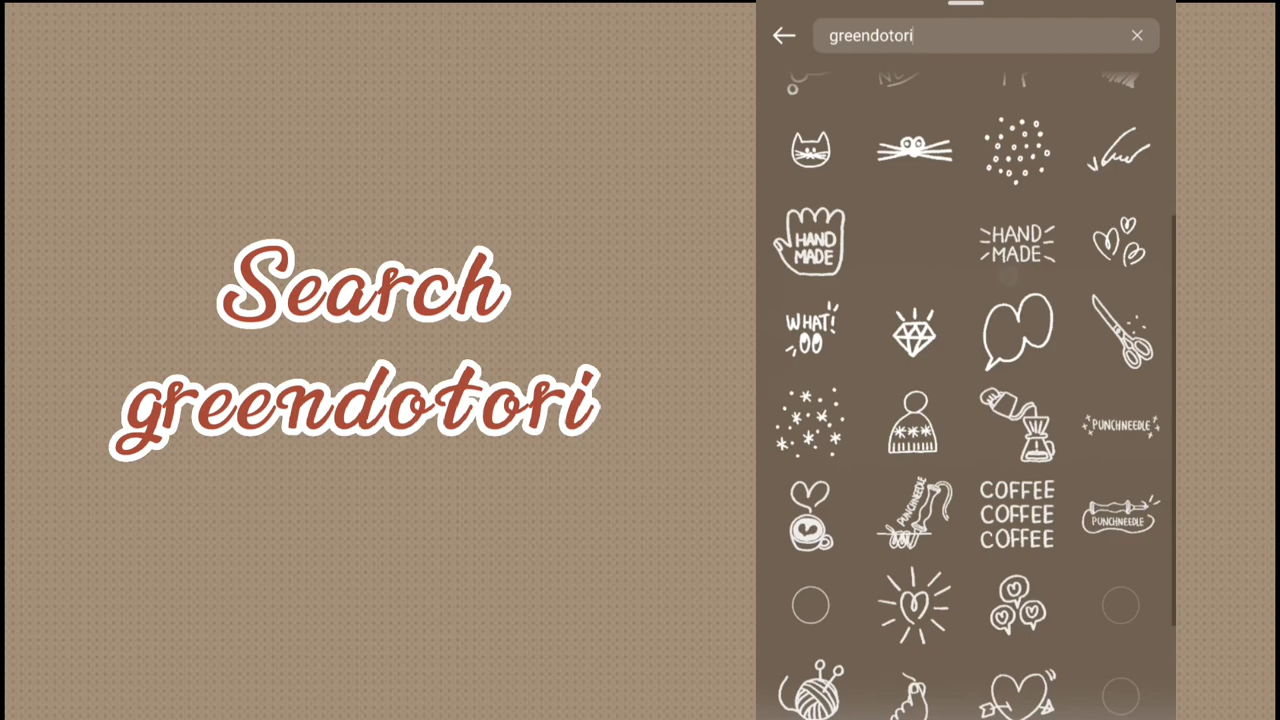 Search
greendotori
greendotori
HAND
MADE
HAND
MADE
WHAT!
PUNCHNEEDLE
PUNCHNEEDLE
COFFEE
COFFEE
COFFEE
PUNCHNEEDLE